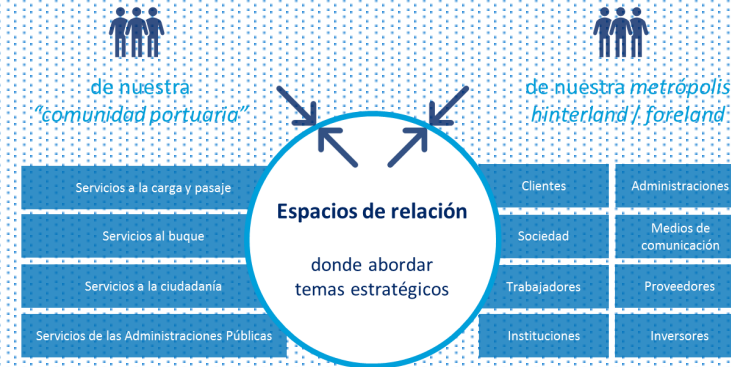 de nuestra
“comunidad portuaria”
Servicios a la carga y pasaje
Servicios al buque
Servicios a la ciudadanía
Servicios de las Administraciones Públicas
Espacios de relación
donde abordar
temas estratégicos
de nuestra metrópolis
hinterland / foreland
Clientes
Administraciones
Sociedad
Medios de
comunicación
Trabajadores
Proveedores
Instituciones
Inversores